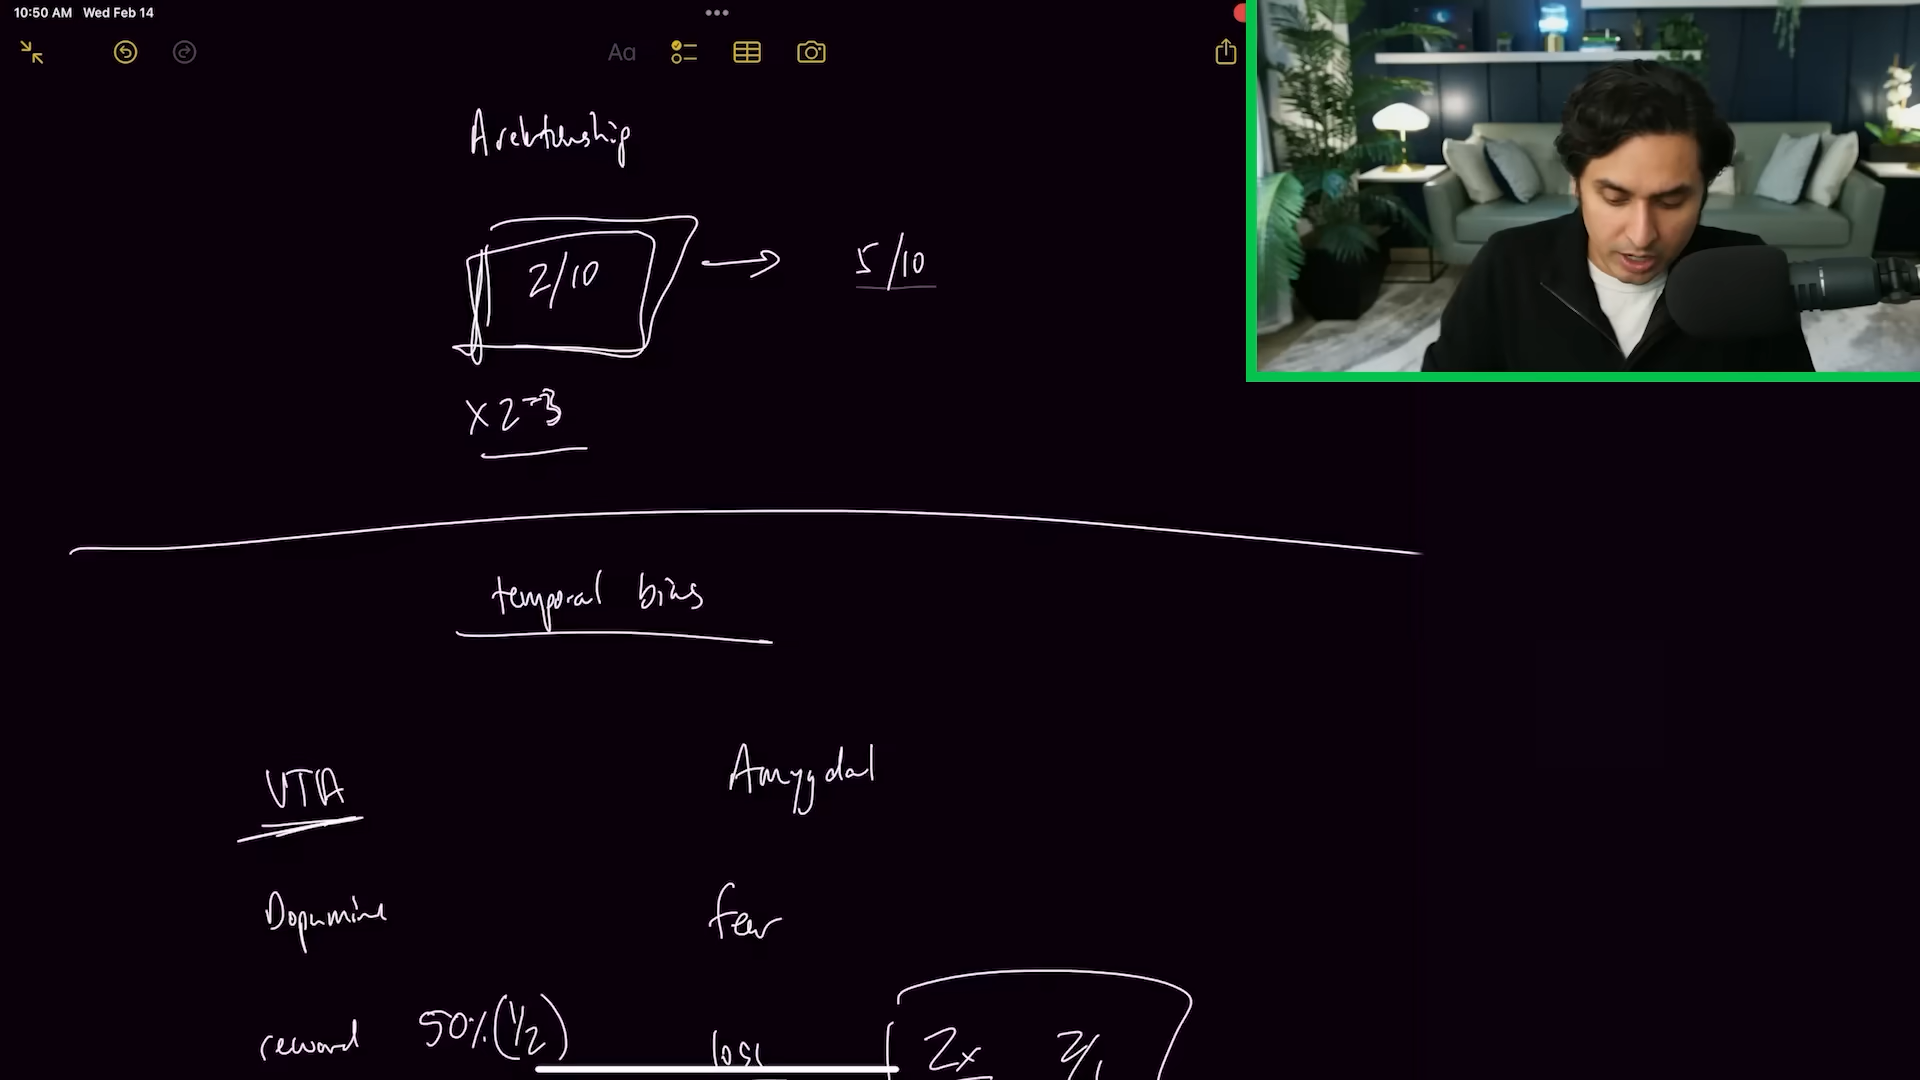 10:50 AM Wed Feb 14
Aa
A relationship
2/10 → 5/10
x 2-3
temporal bias
VTA Amygdal
Dopamine fear
reward 50% (1/2) loss 2x